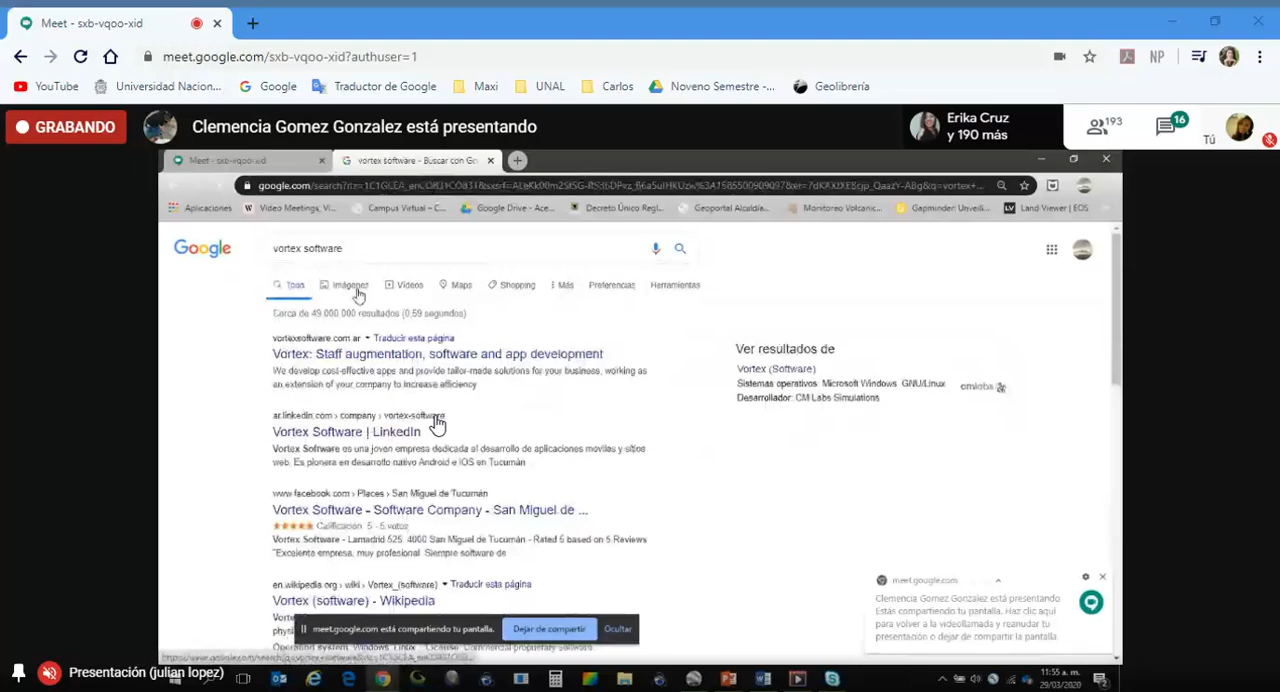 Meet - sxb-vqoo-xid
meet.google.com/sxb-vqoo-xid?authuser=1
NP
YouTube Universidad Nacion... Google Traductor de Google Maxi UNAL Carlos Noveno Semestre -... Geolibrería
GRABANDO
Clemencia Gomez Gonzalez está presentando
Erika Cruz
y 190 más
193
16
Tú
Meet - sxb-vqoo-xid
vortex software - Buscar con Go
Aplicaciones Video Meetings, Vi... Campus Virtual – C... Google Drive - Ace... Decreto Único Regl... Geoportal Alcaldía... Monitoreo Volcanic... Gapminder: Unveili... Land Viewer | EOS
Google
vortex software
Todo Imágenes Vídeos Maps Shopping Más Preferencias Herramientas
Cerca de 49.000.000 resultados (0,59 segundos)
vortexsoftware.com.ar Traducir esta página
Vortex: Staff augmentation, software and app development
We develop cost-effective apps and provide tailor-made solutions for your business, working as
an extension of your company to increase efficiency
ar.linkedin.com › company › vortex-software
Vortex Software | LinkedIn
Vortex Software es una joven empresa dedicada al desarrollo de aplicaciones moviles y sitios
web. Es pionera en desarrollo nativo Android e iOS en Tucumán
www.facebook.com › Places › San Miguel de Tucumán
Vortex Software - Software Company - San Miguel de ...
Calificación: 5 - 5 votos
Vortex Software - Lamadrid 525, 4000 San Miguel de Tucumán - Rated 5 based on 5 Reviews
"Excelente empresa, muy profesional. Siempre software de
en.wikipedia.org › wiki › Vortex_(software) Traducir esta página
Vortex (software) - Wikipedia
Ver resultados de
Vortex (Software)
Sistemas operativos: Microsoft Windows, GNU/Linux
Desarrollador: CM Labs Simulations
cmlabs
meet.google.com está compartiendo tu pantalla.
Dejar de compartir
Ocultar
meet.google.com
Clemencia Gomez Gonzalez está presentando
Estás compartiendo tu pantalla. Haz clic aquí
para volver a la videollamada y reanudar tu
presentación o dejar de compartir la pantalla.
Presentación (julian lopez)
11:55 a. m.
29/03/2020